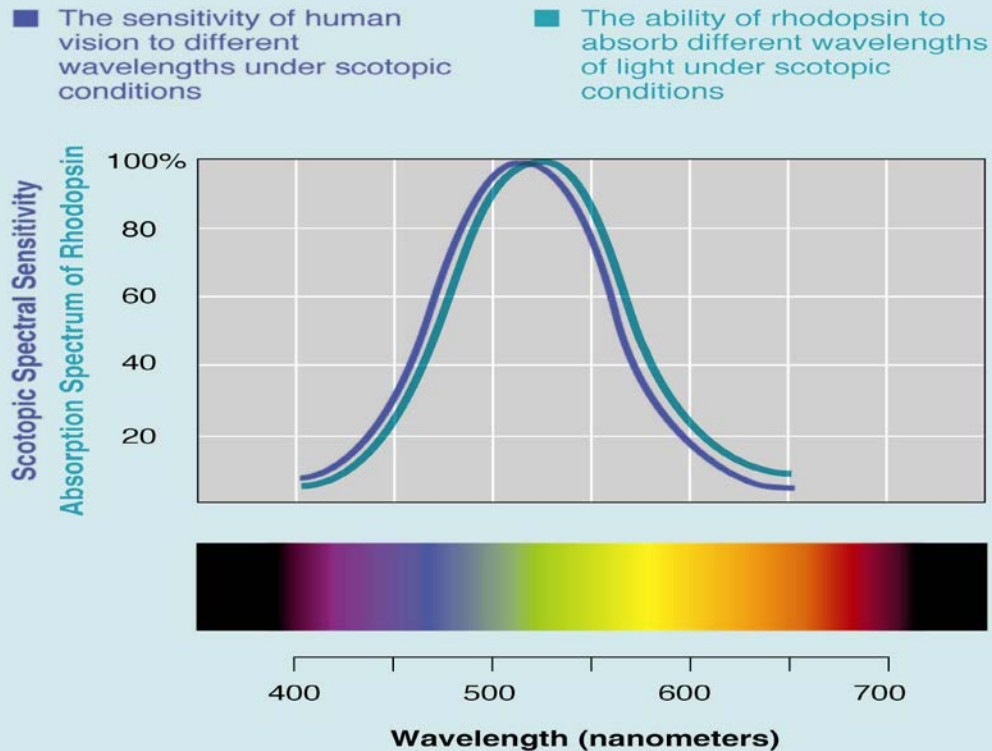 The sensitivity of human
vision to different
wavelengths under scotopic
conditions
The ability of rhodopsin to
absorb different wavelengths
of light under scotopic
conditions
Scotopic Spectral Sensitivity
Absorption Spectrum of Rhodopsin
100%
80
60
40
20
400 500 600 700
Wavelength (nanometers)